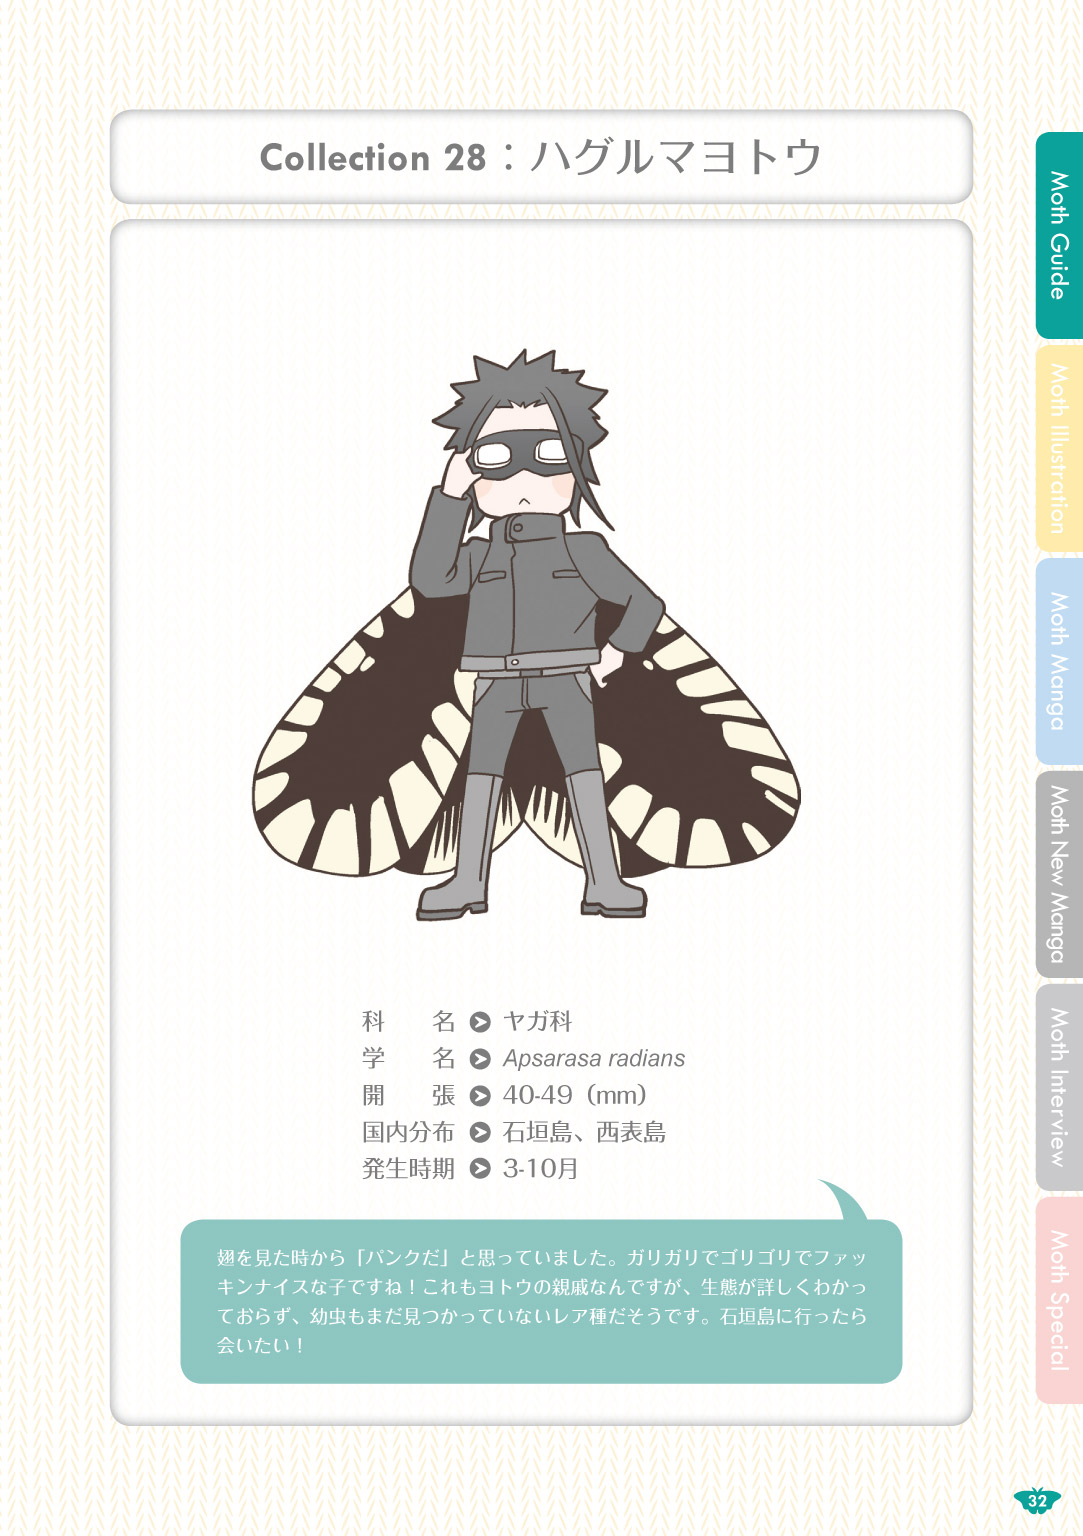 Collection 28：ハグルマヨトウ
科　　名 ＞ ヤガ科
学　　名 ＞ Apsarasa radians
開　　張 ＞ 40-49（mm）
国内分布 ＞ 石垣島、西表島
発生時期 ＞ 3-10月
翅を見た時から「パンクだ」と思っていました。ガリガリでゴリゴリでファッ
キンナイスな子ですね！これもヨトウの親戚なんですが、生態が詳しくわかっ
ておらず、幼虫もまだ見つかっていないレア種だそうです。石垣島に行ったら
会いたい！
Moth Guide
Moth Illustration
Moth Manga
Moth New Manga
Moth Interview
Moth Special
32